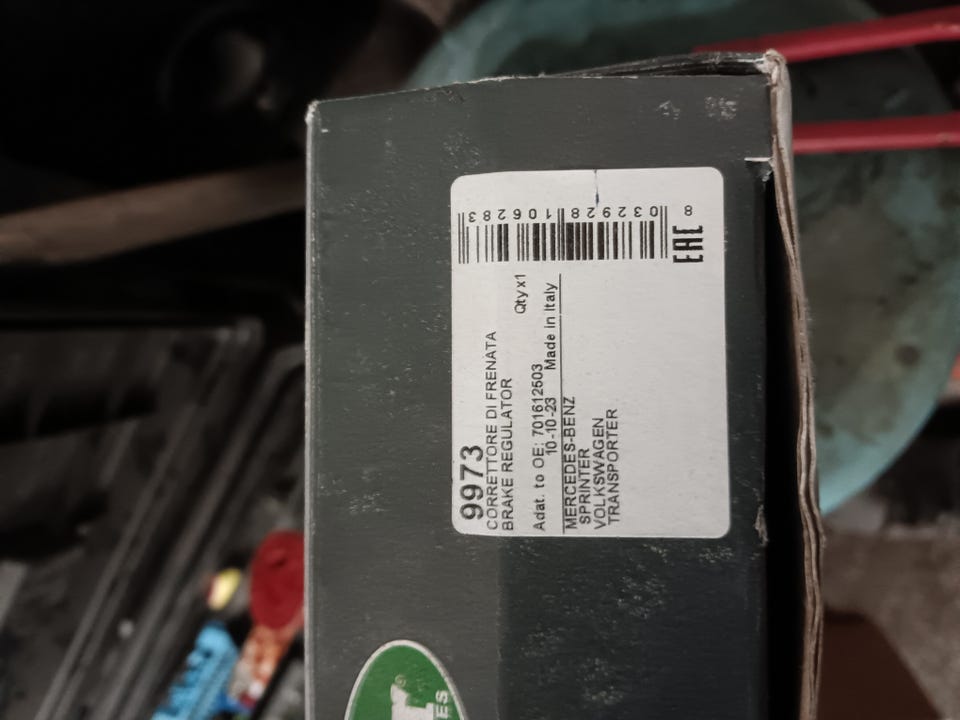 9973
CORRETTORE DI FRENATA
BRAKE REGULATOR
Qty x1
Adat. to OE: 701612503
10-10-23 Made in Italy
MERCEDES-BENZ
SPRINTER
VOLKSWAGEN
TRANSPORTER
8 032928 106283
EAC
ES